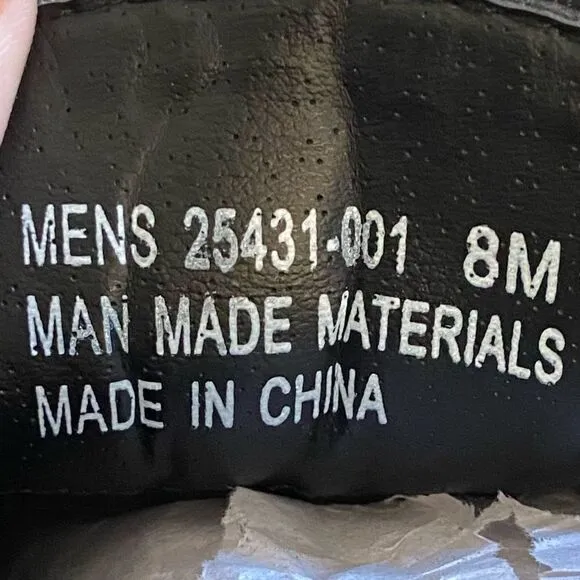 MENS 25431-001 8M
MAN MADE MATERIALS
MADE IN CHINA